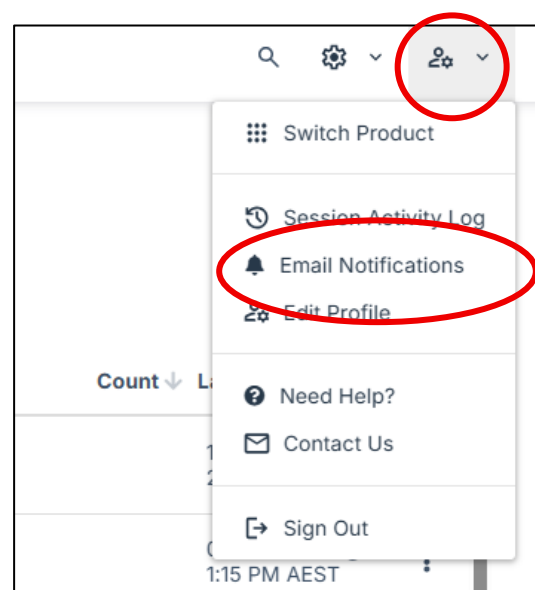 Switch Product
Session Activity Log
Email Notifications
Edit Profile
Count
Need Help?
Contact Us
Sign Out
1:15 PM AEST